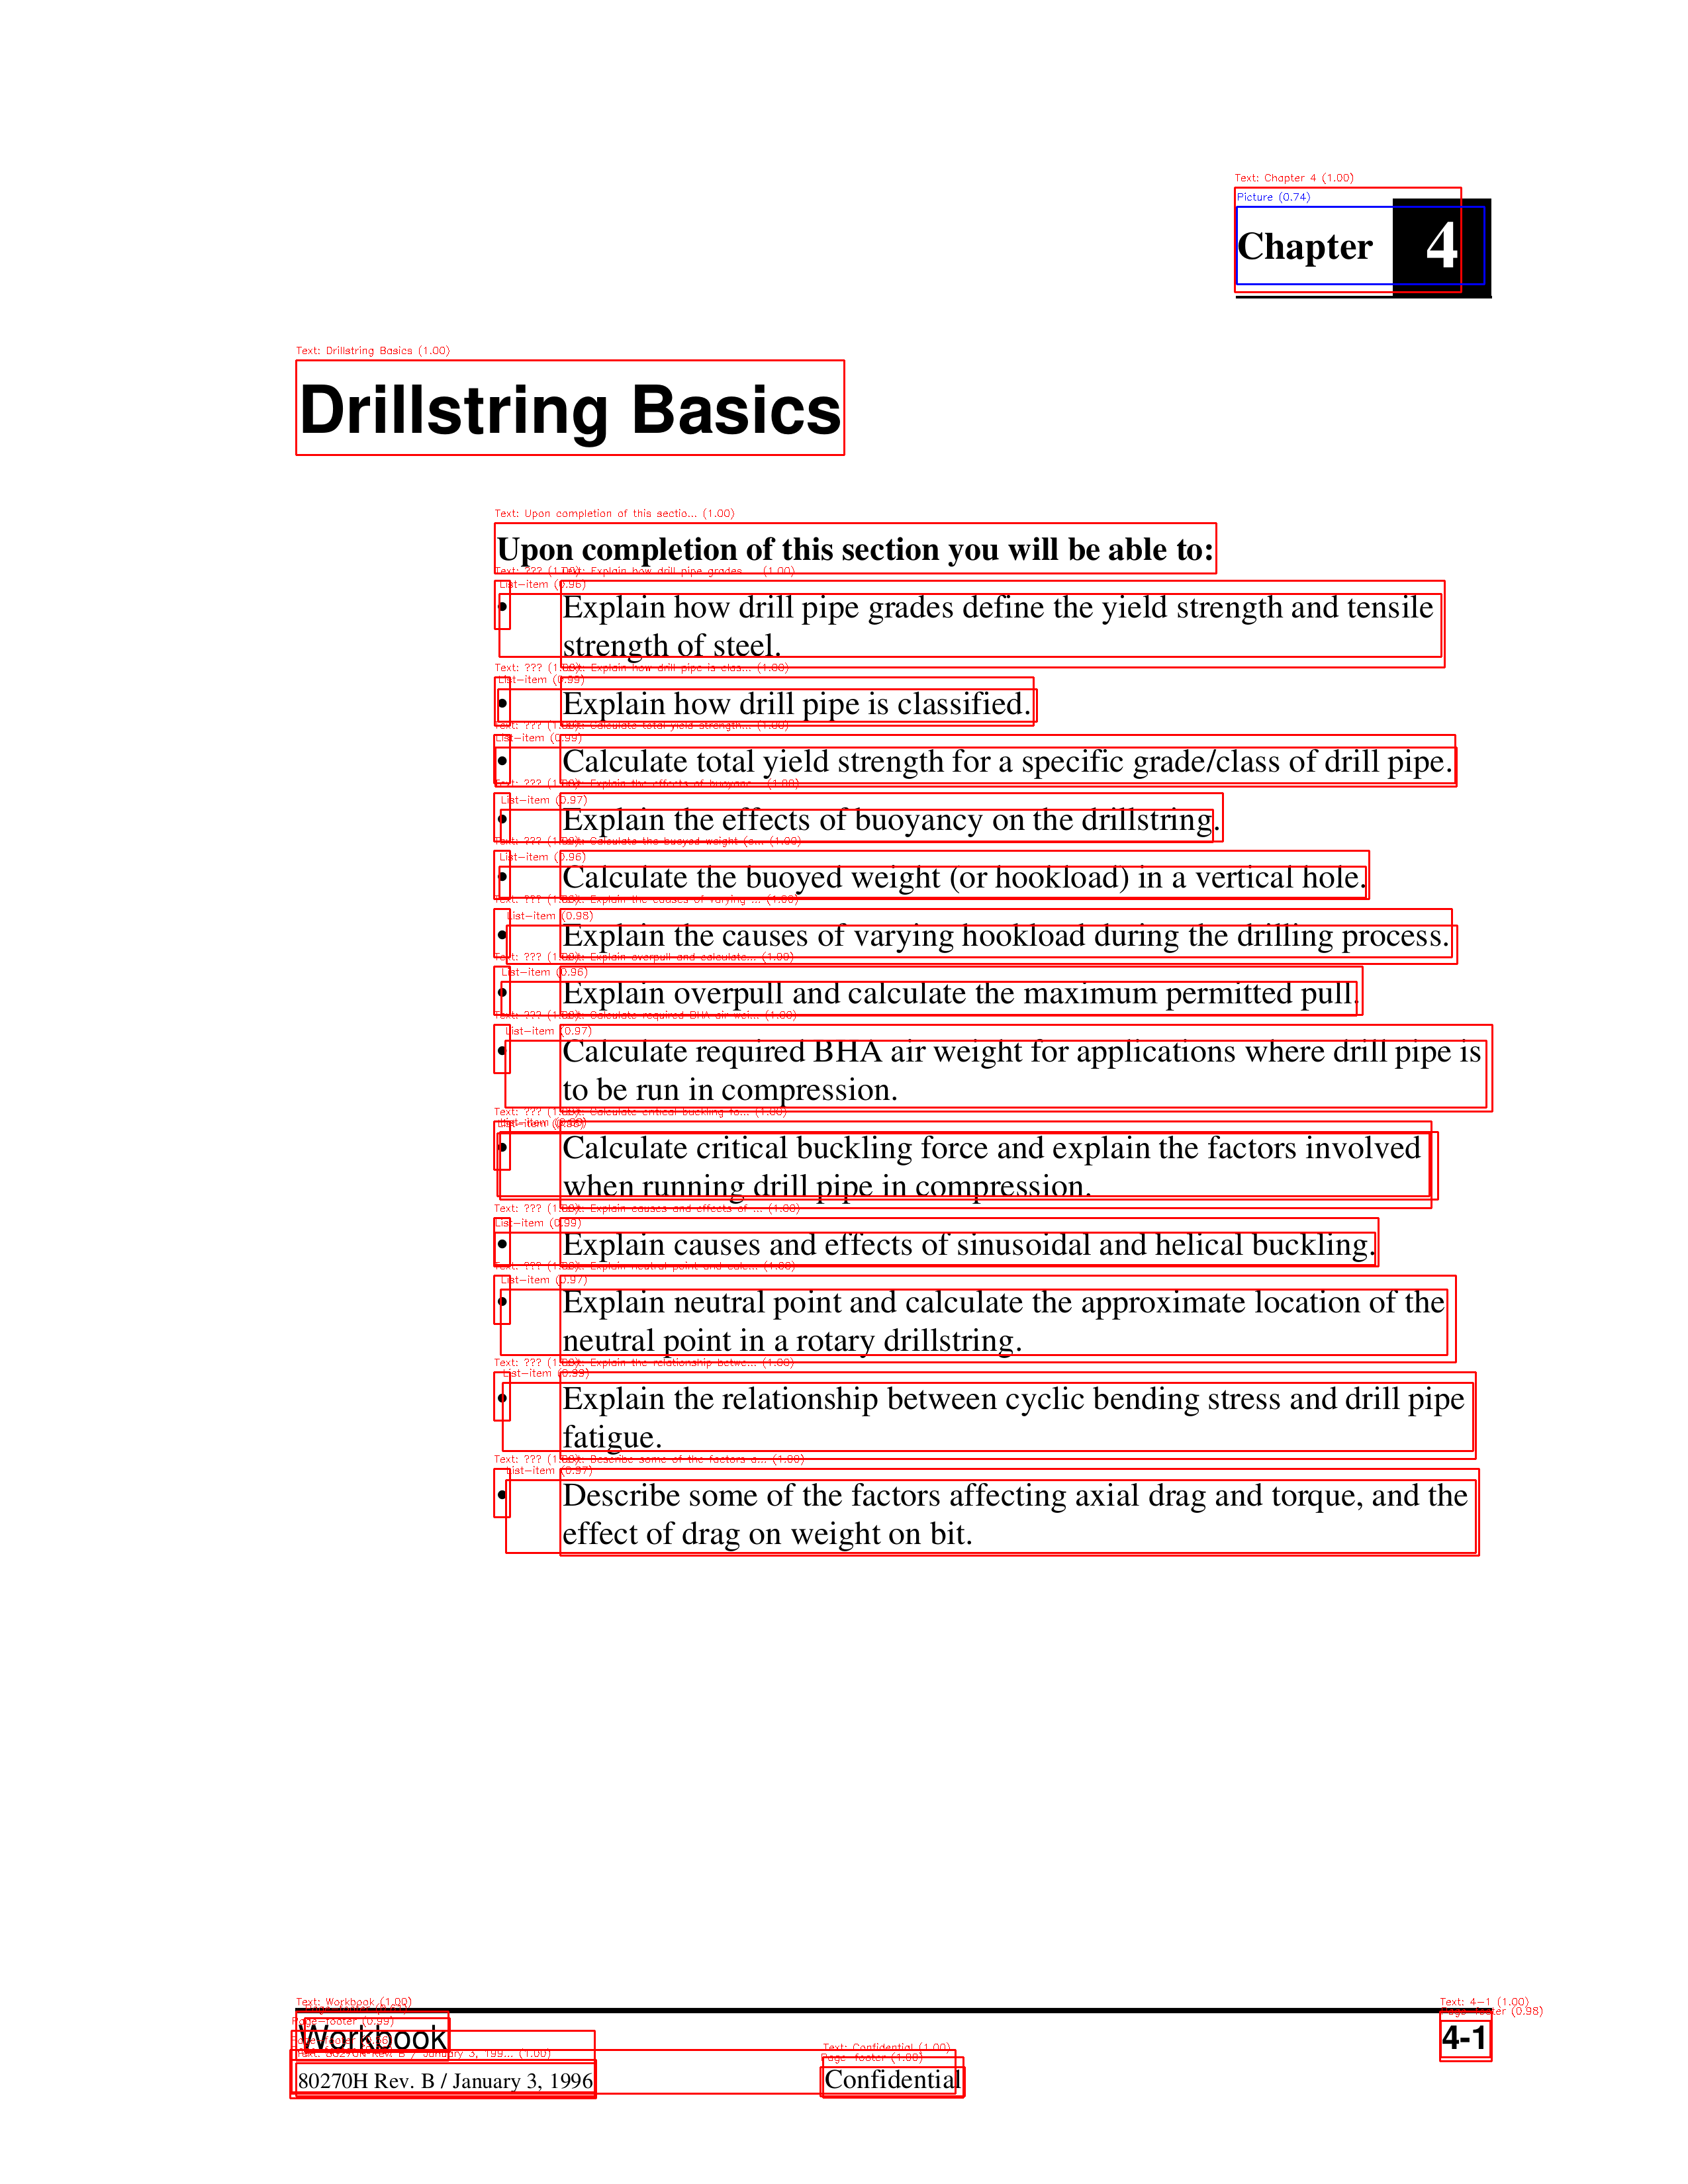 Chapter 4
Drillstring Basics
Upon completion of this section you will be able to:
• Explain how drill pipe grades define the yield strength and tensile
strength of steel.
• Explain how drill pipe is classified.
• Calculate total yield strength for a specific grade/class of drill pipe.
• Explain the effects of buoyancy on the drillstring.
• Calculate the buoyed weight (or hookload) in a vertical hole.
• Explain the causes of varying hookload during the drilling process.
• Explain overpull and calculate the maximum permitted pull.
• Calculate required BHA air weight for applications where drill pipe is
to be run in compression.
• Calculate critical buckling force and explain the factors involved
when running drill pipe in compression.
• Explain causes and effects of sinusoidal and helical buckling.
• Explain neutral point and calculate the approximate location of the
neutral point in a rotary drillstring.
• Explain the relationship between cyclic bending stress and drill pipe
fatigue.
• Describe some of the factors affecting axial drag and torque, and the
effect of drag on weight on bit.
Workbook 4-1
80270H Rev. B / January 3, 1996 Confidential